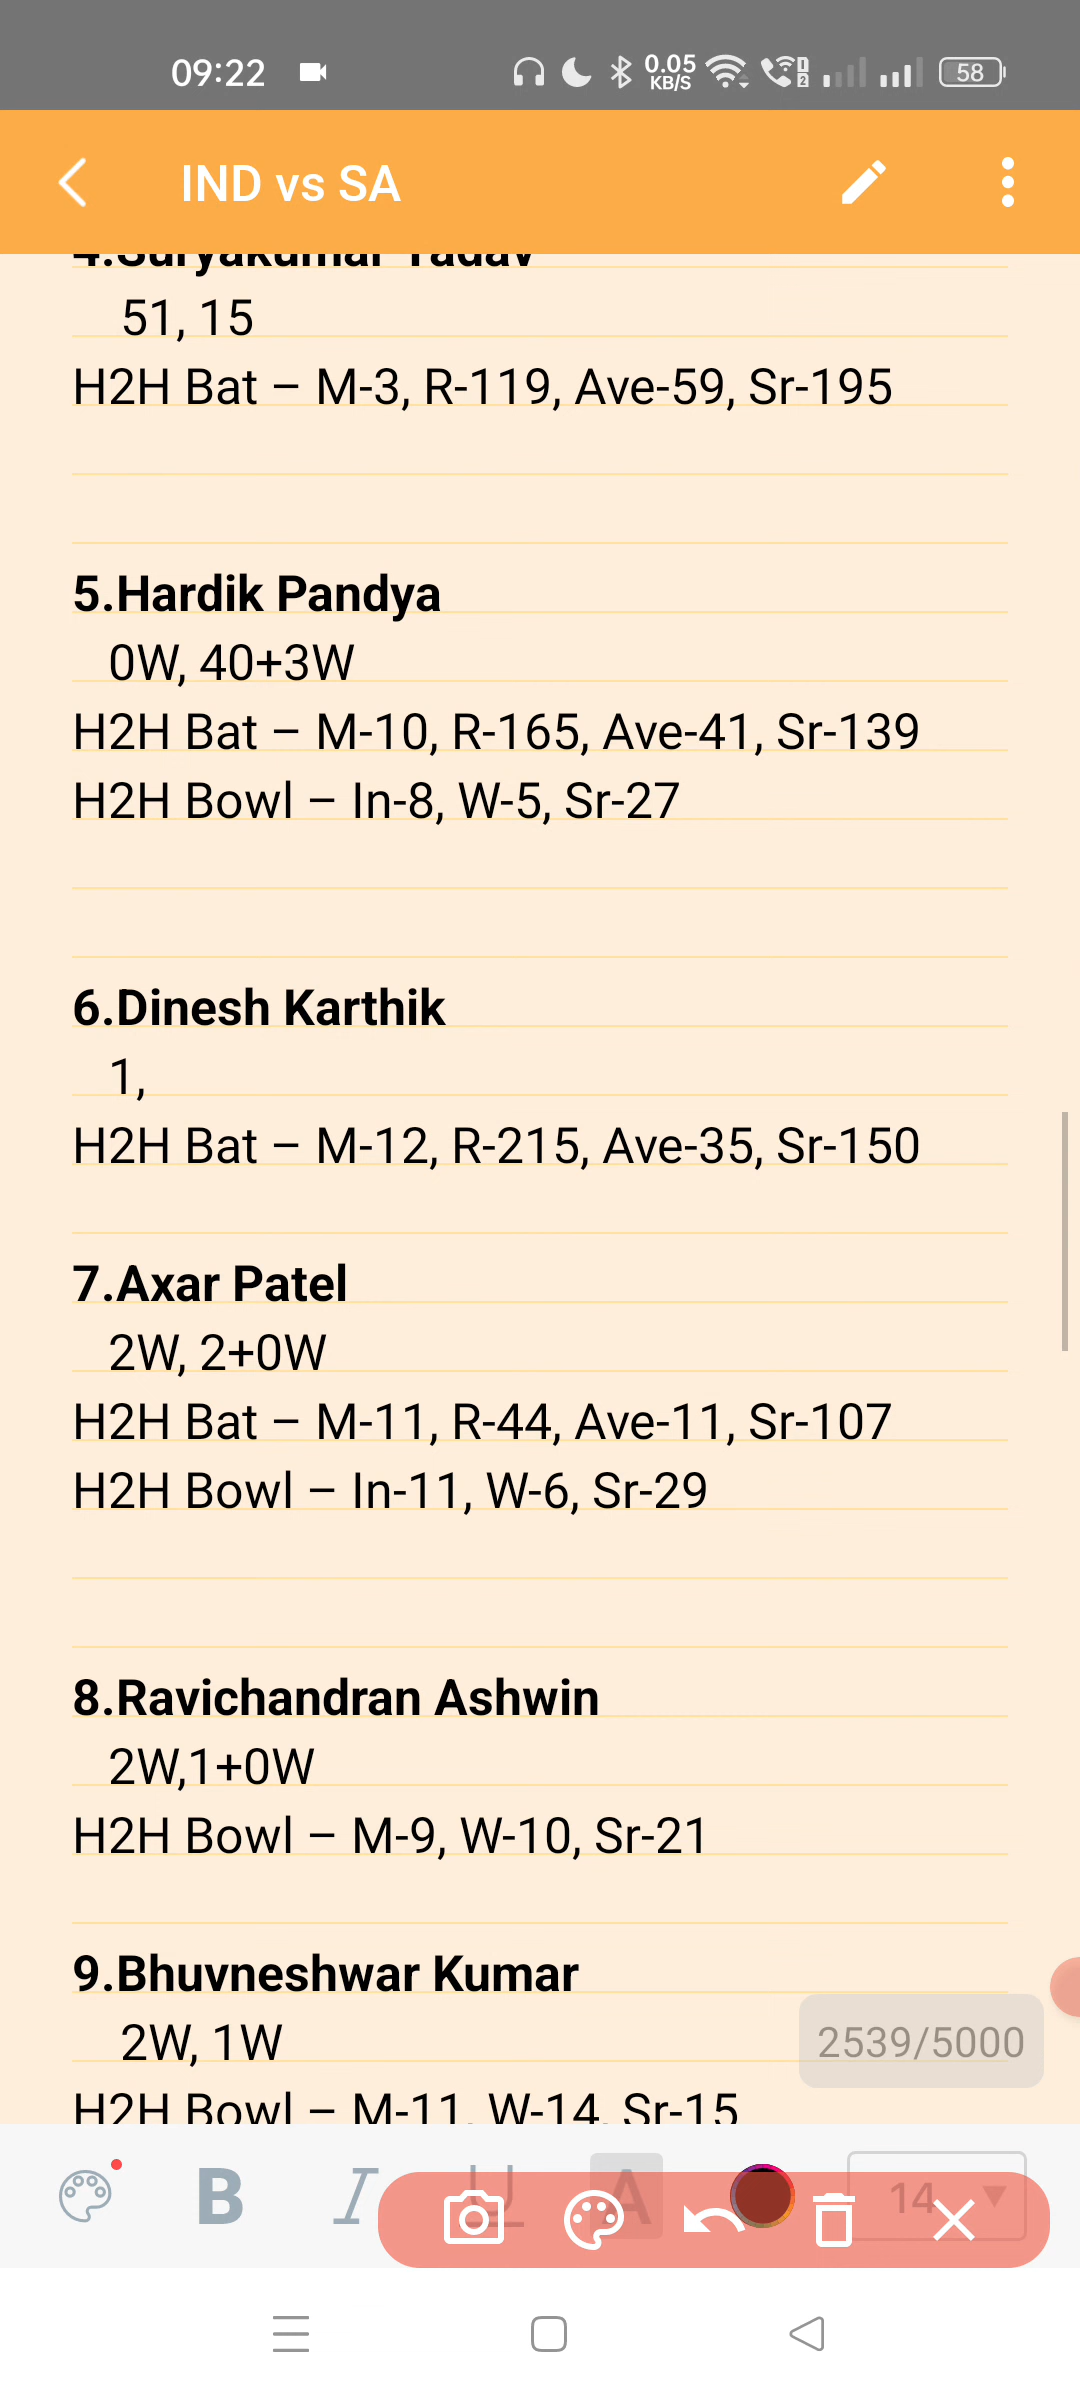 09:22 0.05 KB/S 58
IND vs SA
4.Suryakumar Yadav
51, 15
H2H Bat – M-3, R-119, Ave-59, Sr-195
5.Hardik Pandya
0W, 40+3W
H2H Bat – M-10, R-165, Ave-41, Sr-139
H2H Bowl – In-8, W-5, Sr-27
6.Dinesh Karthik
1,
H2H Bat – M-12, R-215, Ave-35, Sr-150
7.Axar Patel
2W, 2+0W
H2H Bat – M-11, R-44, Ave-11, Sr-107
H2H Bowl – In-11, W-6, Sr-29
8.Ravichandran Ashwin
2W,1+0W
H2H Bowl – M-9, W-10, Sr-21
9.Bhuvneshwar Kumar
2W, 1W
2539/5000
H2H Bowl – M-11, W-14, Sr-15
B I U A 14